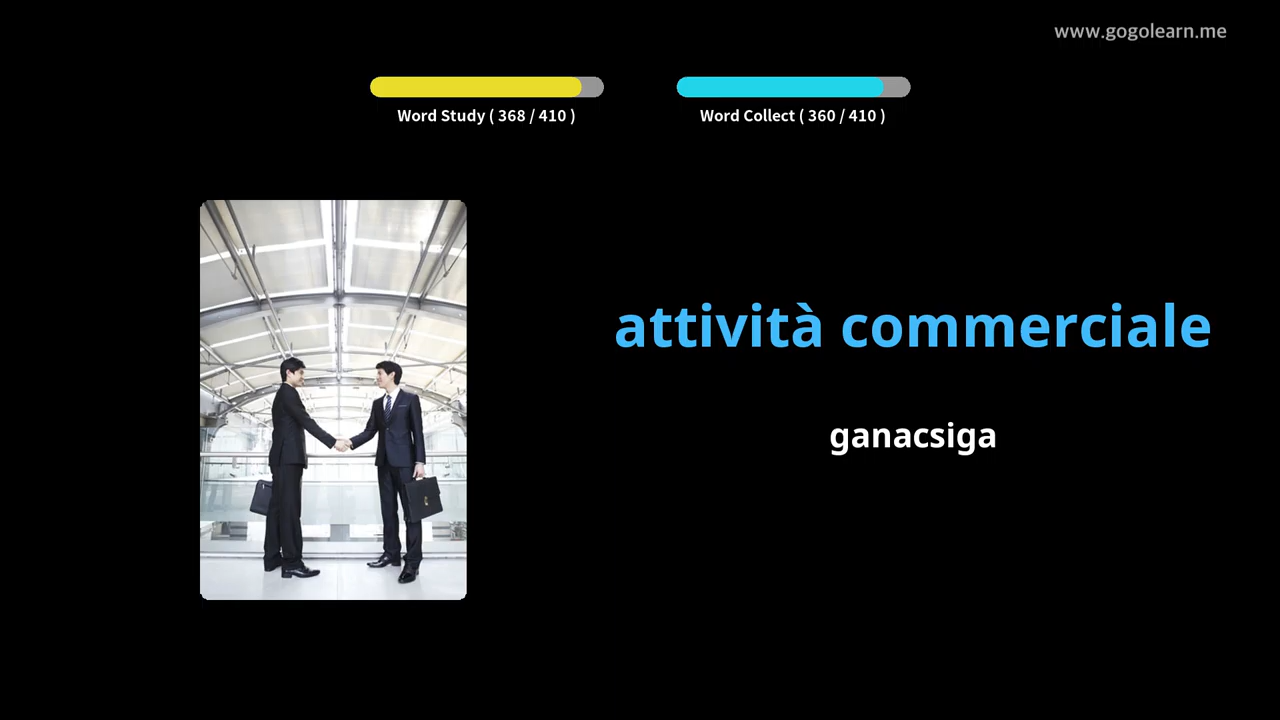 www.gogolearn.me
Word Study ( 368 / 410 )
Word Collect ( 360 / 410 )
attività commerciale
ganacsiga